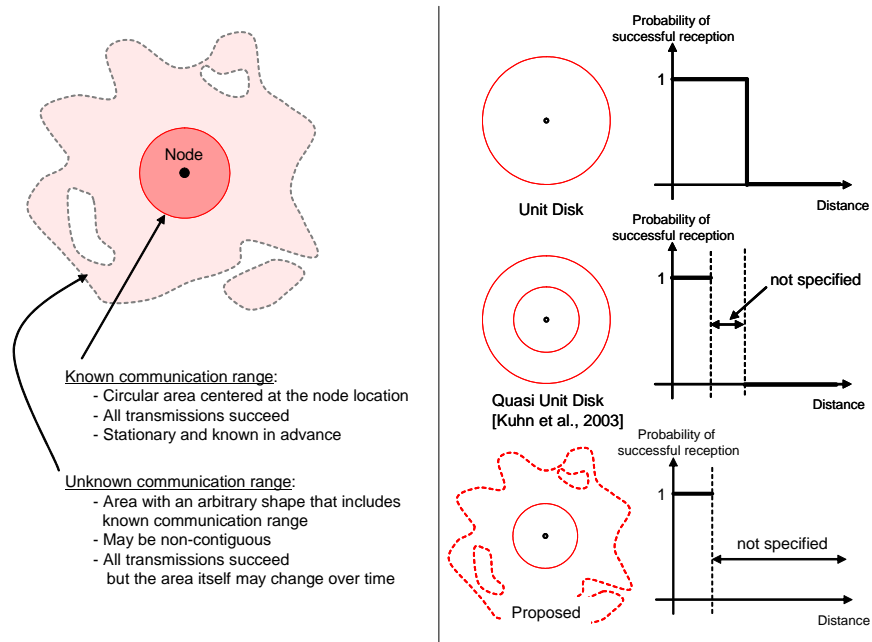 Node
Known communication range:
- Circular area centered at the node location
- All transmissions succeed
- Stationary and known in advance
Unknown communication range:
- Area with an arbitrary shape that includes
known communication range
- May be non-contiguous
- All transmissions succeed
but the area itself may change over time
Probability of
successful reception
1
Unit Disk
Distance
Probability of
successful reception
1
not specified
Quasi Unit Disk
[Kuhn et al., 2003]
Distance
Probability of
successful reception
1
not specified
Proposed
Distance